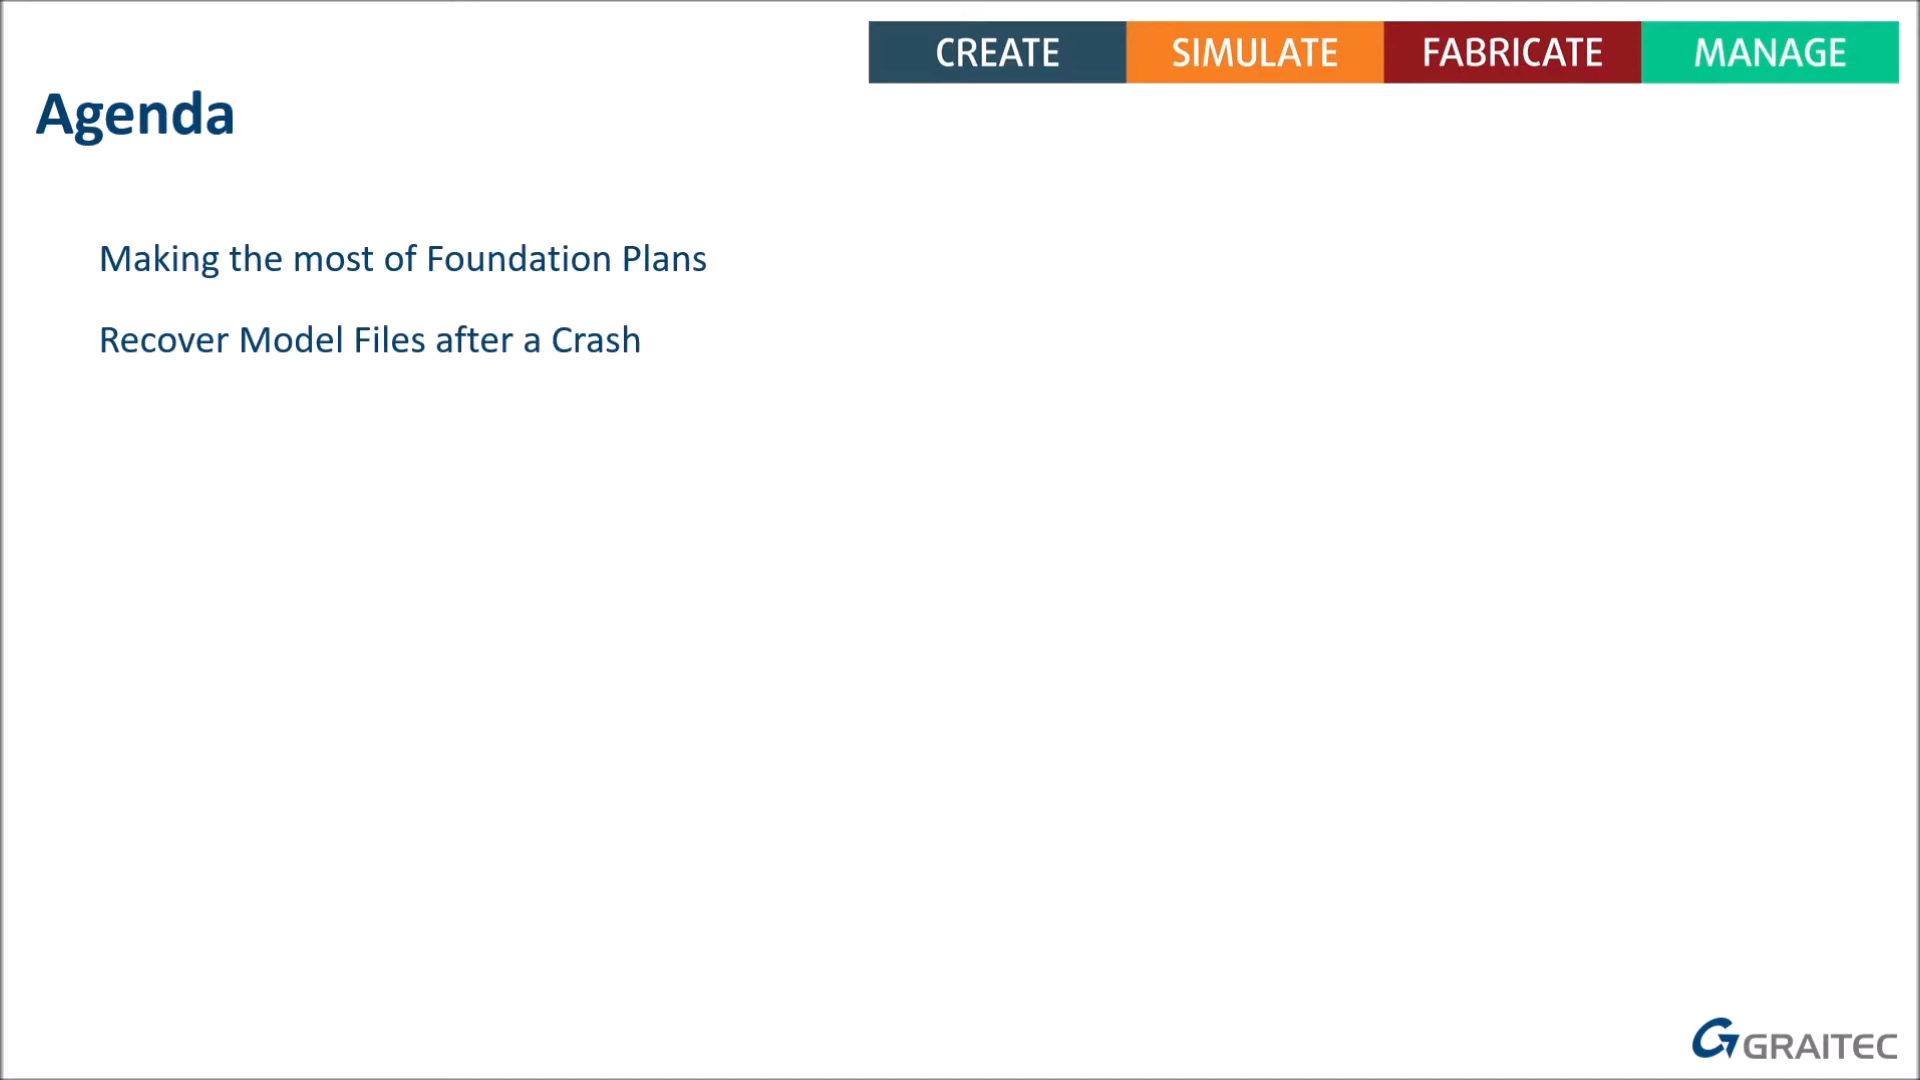 CREATE SIMULATE FABRICATE MANAGE
Agenda
Making the most of Foundation Plans
Recover Model Files after a Crash
GRAITEC